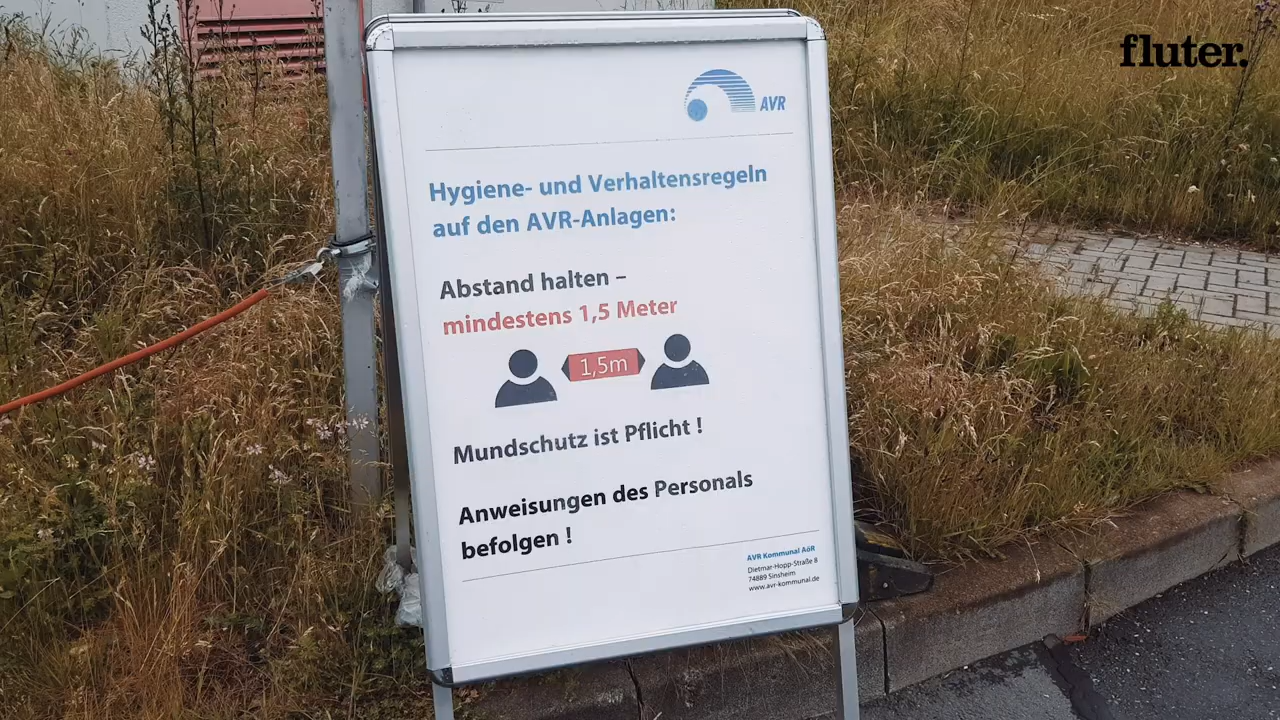 fluter.
AVR
Hygiene- und Verhaltensregeln
auf den AVR-Anlagen:
Abstand halten –
mindestens 1,5 Meter
1,5m
Mundschutz ist Pflicht !
Anweisungen des Personals
befolgen !
AVR Kommunal AöR
Dietmar-Hopp-Straße 8
74889 Sinsheim
www.avr-kommunal.de